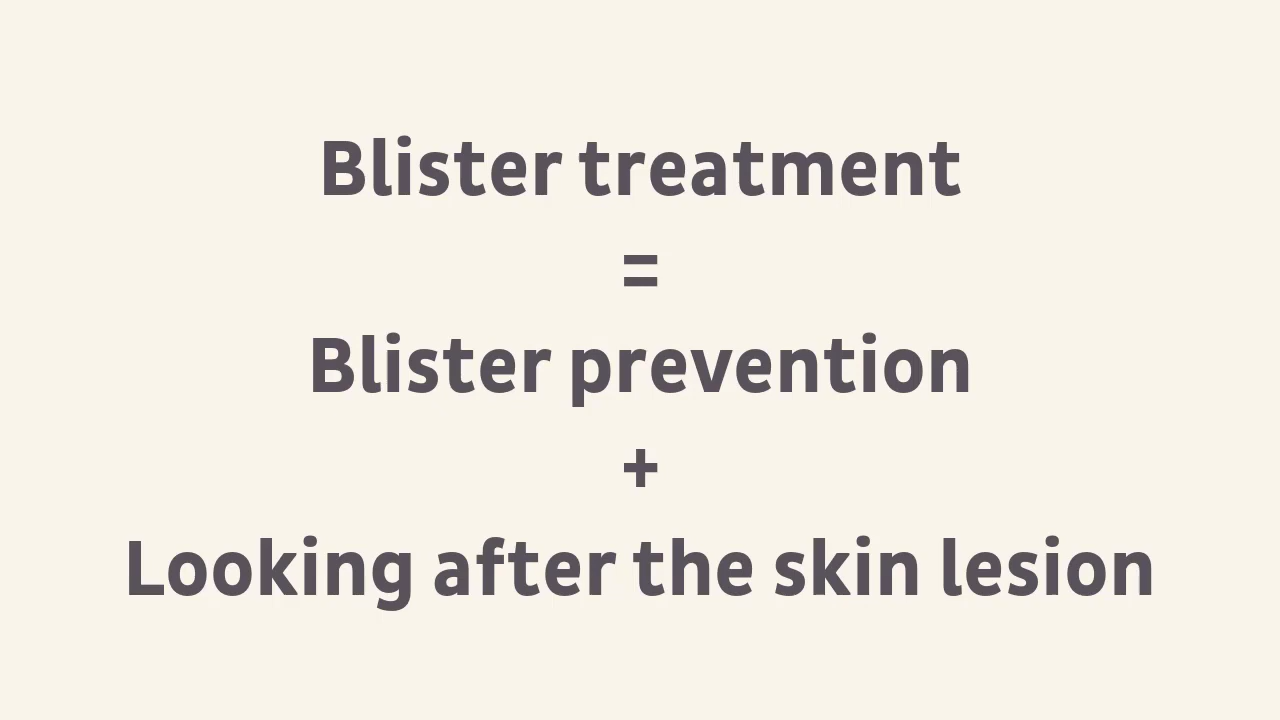 Blister treatment
=
Blister prevention
+
Looking after the skin lesion